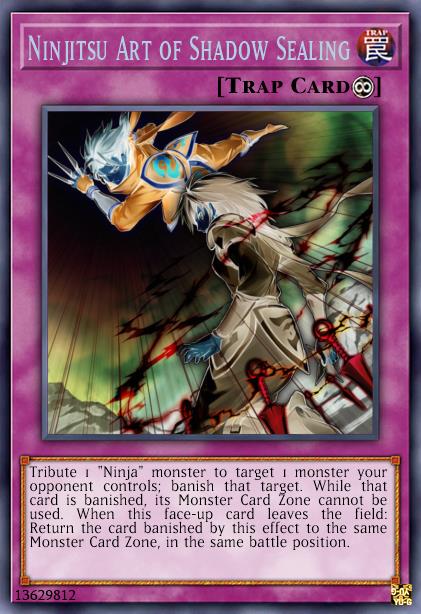 Ninjitsu Art of Shadow Sealing
TRAP
罠
[Trap Card]
Tribute 1 "Ninja" monster to target 1 monster your
opponent controls; banish that target. While that
card is banished, its Monster Card Zone cannot be
used. When this face-up card leaves the field:
Return the card banished by this effect to the same
Monster Card Zone, in the same battle position.
13629812